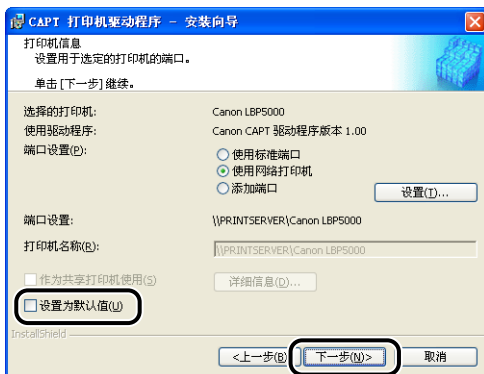 CAPT 打印机驱动程序 - 安装向导
打印机信息
设置用于选定的打印机的端口。
单击[下一步]继续。
选择的打印机: Canon LBP5000
使用驱动程序: Canon CAPT 驱动程序版本 1.00
端口设置(P): 使用标准端口
使用网络打印机
添加端口 设置(T)...
端口设置: \\PRINTSERVER\Canon LBP5000
打印机名称(R): \\PRINTSERVER\Canon LBP5000
作为共享打印机使用(S) 详细信息(D)...
设置为默认值(U)
InstallShield
<上一步(B) 下一步(N)> 取消